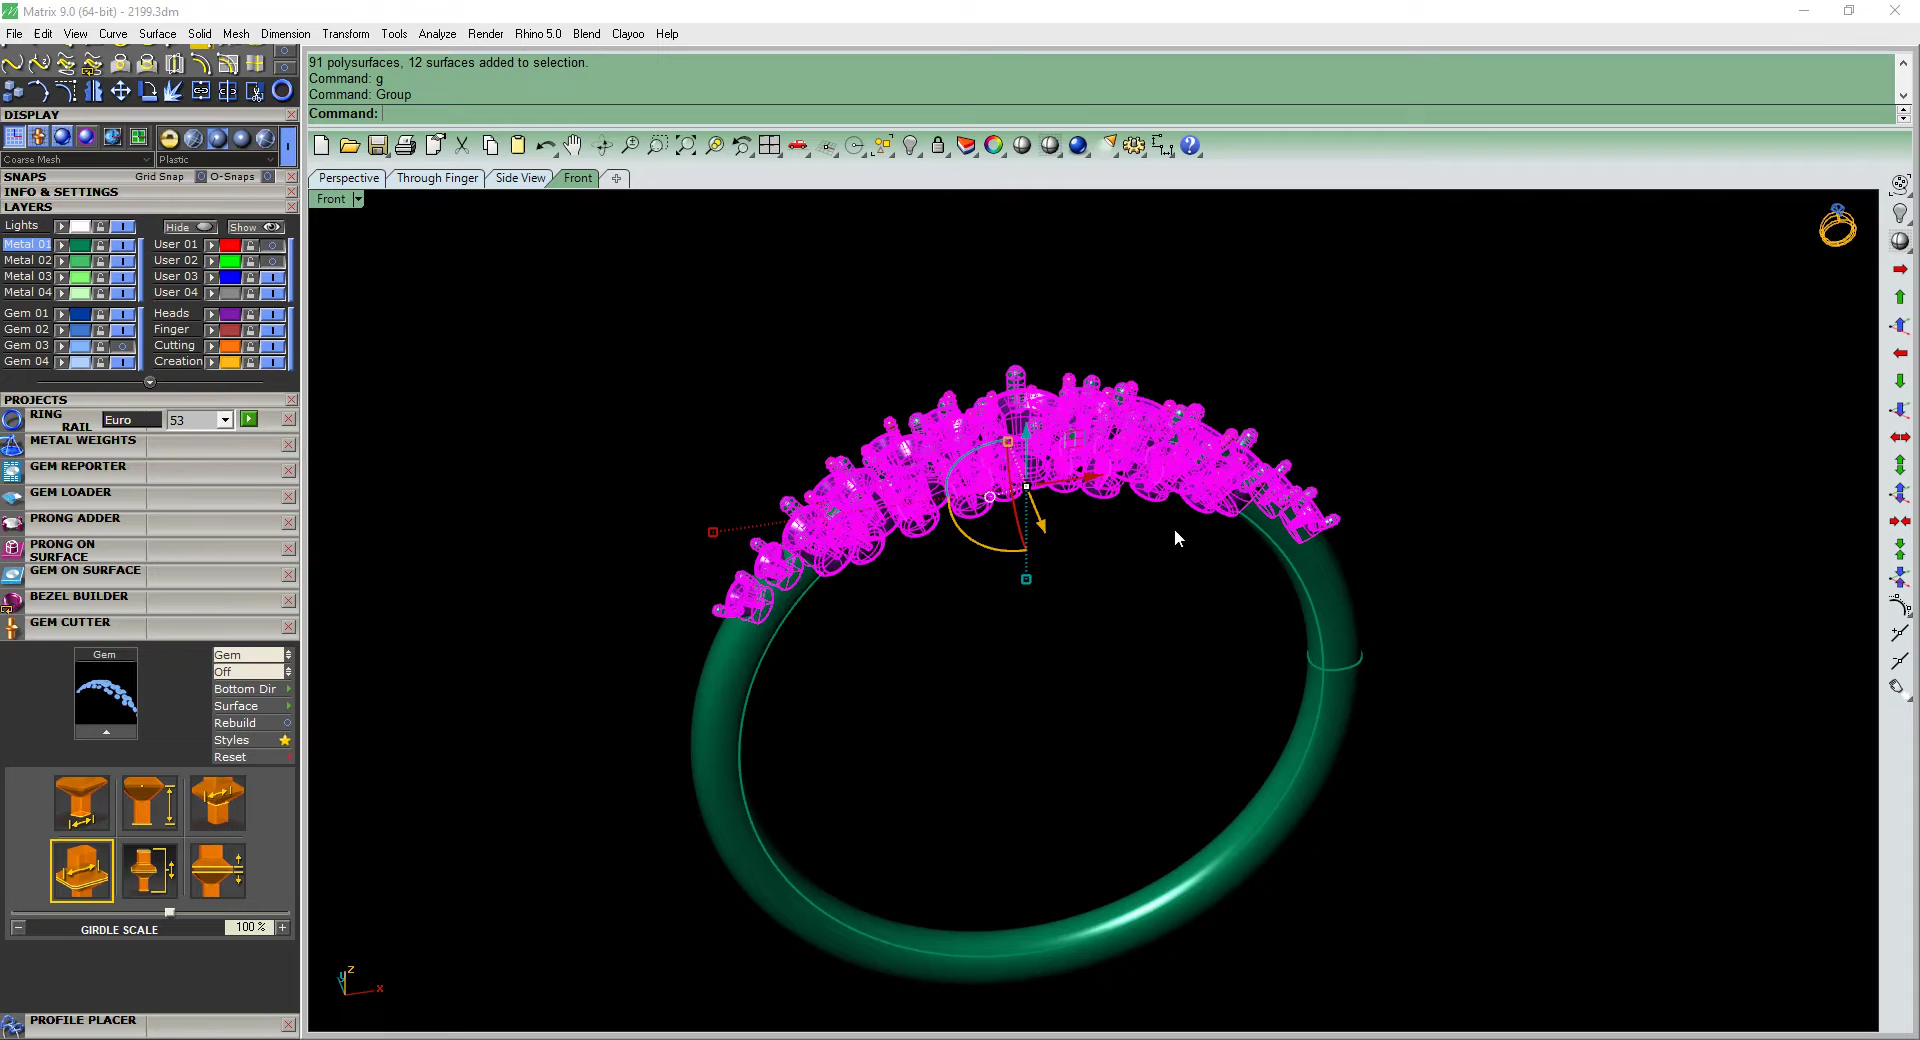 Matrix 9.0 (64-bit) - 2199.3dm
File Edit View Curve Surface Solid Mesh Dimension Transform Tools Analyze Render Rhino 5.0 Blend Clayoo Help
91 polysurfaces, 12 surfaces added to selection.
Command: g
Command: Group
Command:
DISPLAY
Coarse Mesh Plastic
SNAPS Grid Snap O-Snaps
INFO & SETTINGS
LAYERS
Lights Hide Show
Metal 01 User 01
Metal 02 User 02
Metal 03 User 03
Metal 04 User 04
Gem 01 Heads
Gem 02 Finger
Gem 03 Cutting
Gem 04 Creation
PROJECTS
RING RAIL Euro 53
METAL WEIGHTS
GEM REPORTER
GEM LOADER
PRONG ADDER
PRONG ON SURFACE
GEM ON SURFACE
BEZEL BUILDER
GEM CUTTER
Gem Gem
Off
Bottom Dir
Surface
Rebuild
Styles
Reset
GIRDLE SCALE 100 %
PROFILE PLACER
Perspective Through Finger Side View Front
Front
z
y
x